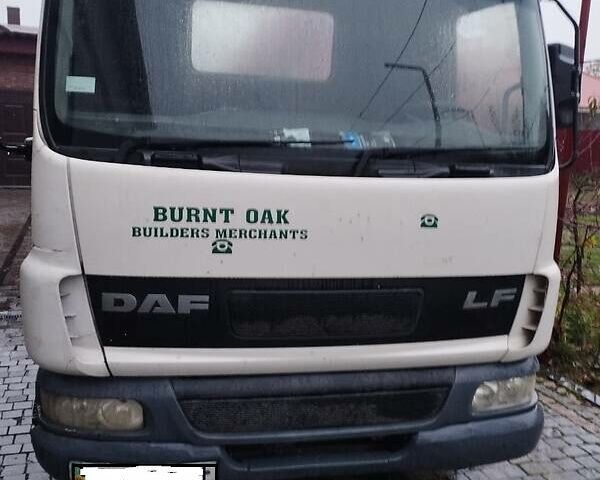 BURNT OAK
BUILDERS MERCHANTS
DAF
LF